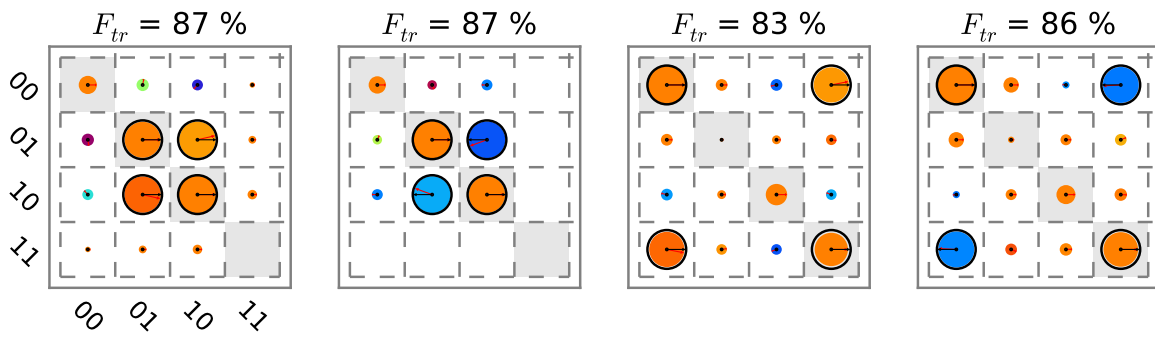 F_tr = 87 % F_tr = 87 % F_tr = 83 % F_tr = 86 %
00
01
10
11
00 01 10 11